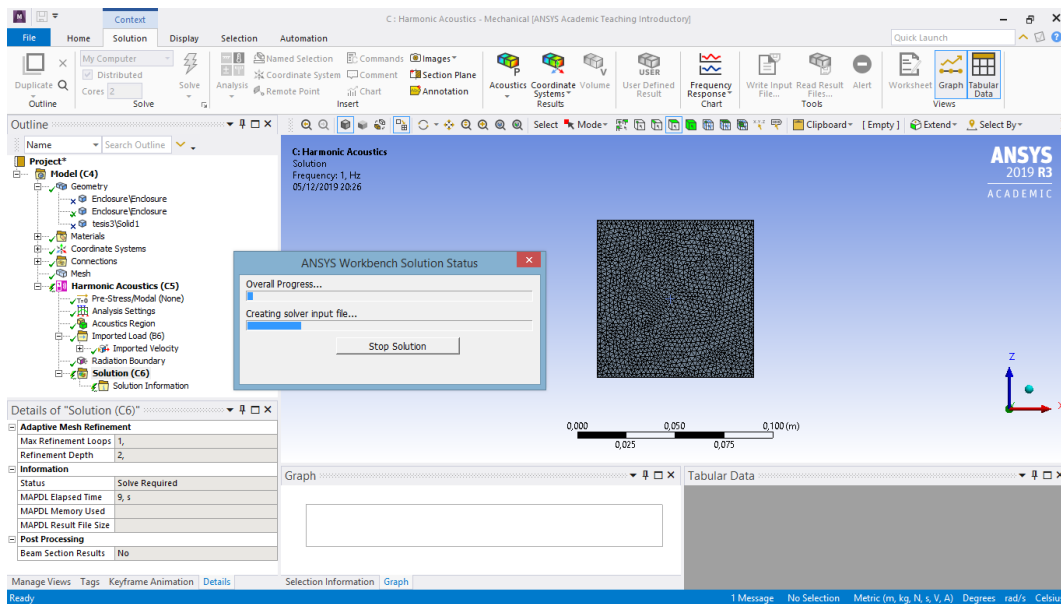 Context
C : Harmonic Acoustics - Mechanical [ANSYS Academic Teaching Introductory]
File Home Solution Display Selection Automation
Quick Launch
Duplicate
Outline
My Computer
Distributed
Cores 2
Solve
Solve
Analysis
Named Selection
Coordinate System
Remote Point
Commands
Comment
Chart
Images
Section Plane
Annotation
Insert
Acoustics
Coordinate Systems
Volume
Results
USER
User Defined Result
Frequency Response
Chart
Write Input File...
Read Result Files...
Alert
Tools
Worksheet
Graph
Tabular Data
Views
Outline
Name
Search Outline
Select
Mode
Clipboard
[ Empty ]
Extend
Select By
Project*
Model (C4)
Geometry
Enclosure\Enclosure
Enclosure\Enclosure
tesis3\Solid1
Materials
Coordinate Systems
Connections
Mesh
Harmonic Acoustics (C5)
Pre-Stress/Modal (None)
Analysis Settings
Acoustics Region
Imported Load (B6)
Imported Velocity
Radiation Boundary
Solution (C6)
Solution Information
C: Harmonic Acoustics
Solution
Frequency: 1, Hz
05/12/2019 20:26
ANSYS
2019 R3
ACADEMIC
ANSYS Workbench Solution Status
Overall Progress...
Creating solver input file...
Stop Solution
Z
X
0,000 0,050 0,100 (m)
0,025 0,075
Details of "Solution (C6)"
Adaptive Mesh Refinement
Max Refinement Loops 1,
Refinement Depth 2,
Information
Status Solve Required
MAPDL Elapsed Time 9, s
MAPDL Memory Used
MAPDL Result File Size
Post Processing
Beam Section Results No
Graph
Tabular Data
Manage Views Tags Keyframe Animation Details
Selection Information Graph
Ready
1 Message No Selection Metric (m, kg, N, s, V, A) Degrees rad/s Celsiu